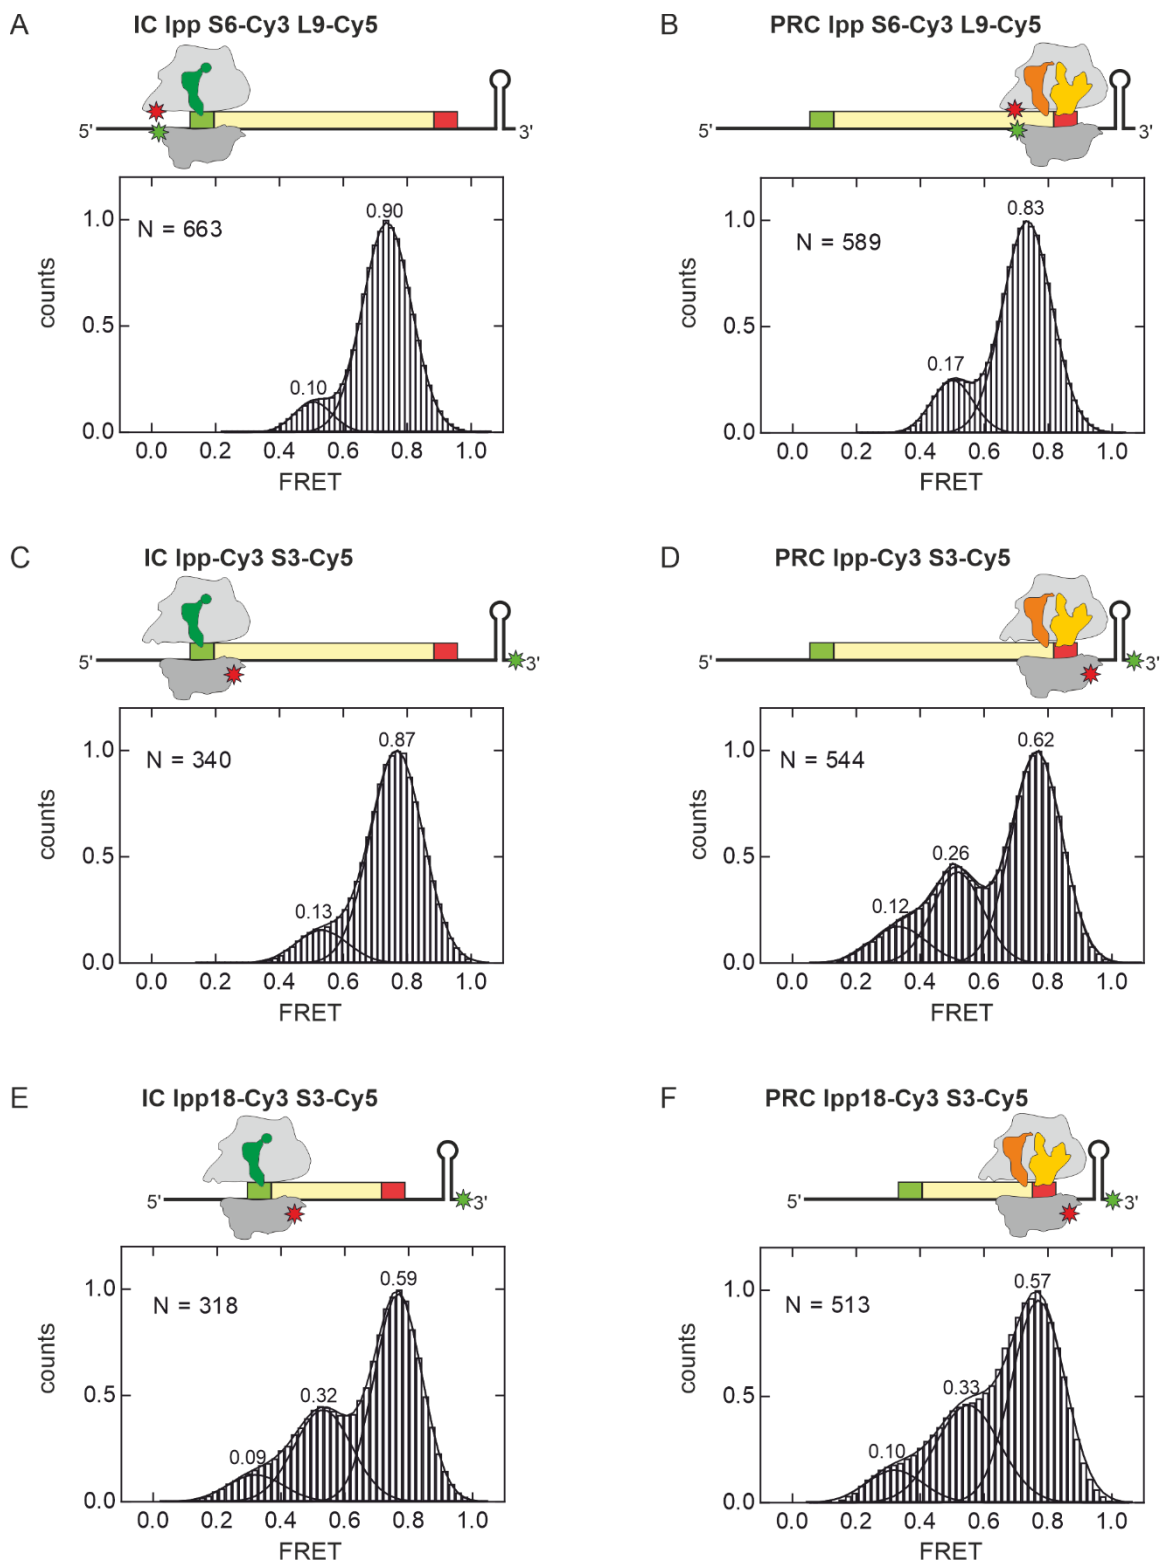 A
IC lpp S6-Cy3 L9-Cy5
5'
3'
N = 663
0.10
0.90
1.0
0.5
0.0
counts
0.0 0.2 0.4 0.6 0.8 1.0
FRET
B
PRC lpp S6-Cy3 L9-Cy5
5'
3'
N = 589
0.17
0.83
1.0
0.5
0.0
counts
0.0 0.2 0.4 0.6 0.8 1.0
FRET
C
IC lpp-Cy3 S3-Cy5
5'
3'
N = 340
0.13
0.87
1.0
0.5
0.0
counts
0.0 0.2 0.4 0.6 0.8 1.0
FRET
D
PRC lpp-Cy3 S3-Cy5
5'
3'
N = 544
0.12
0.26
0.62
1.0
0.5
0.0
counts
0.0 0.2 0.4 0.6 0.8 1.0
FRET
E
IC lpp18-Cy3 S3-Cy5
5'
3'
N = 318
0.09
0.32
0.59
1.0
0.5
0.0
counts
0.0 0.2 0.4 0.6 0.8 1.0
FRET
F
PRC lpp18-Cy3 S3-Cy5
5'
3'
N = 513
0.10
0.33
0.57
1.0
0.5
0.0
counts
0.0 0.2 0.4 0.6 0.8 1.0
FRET